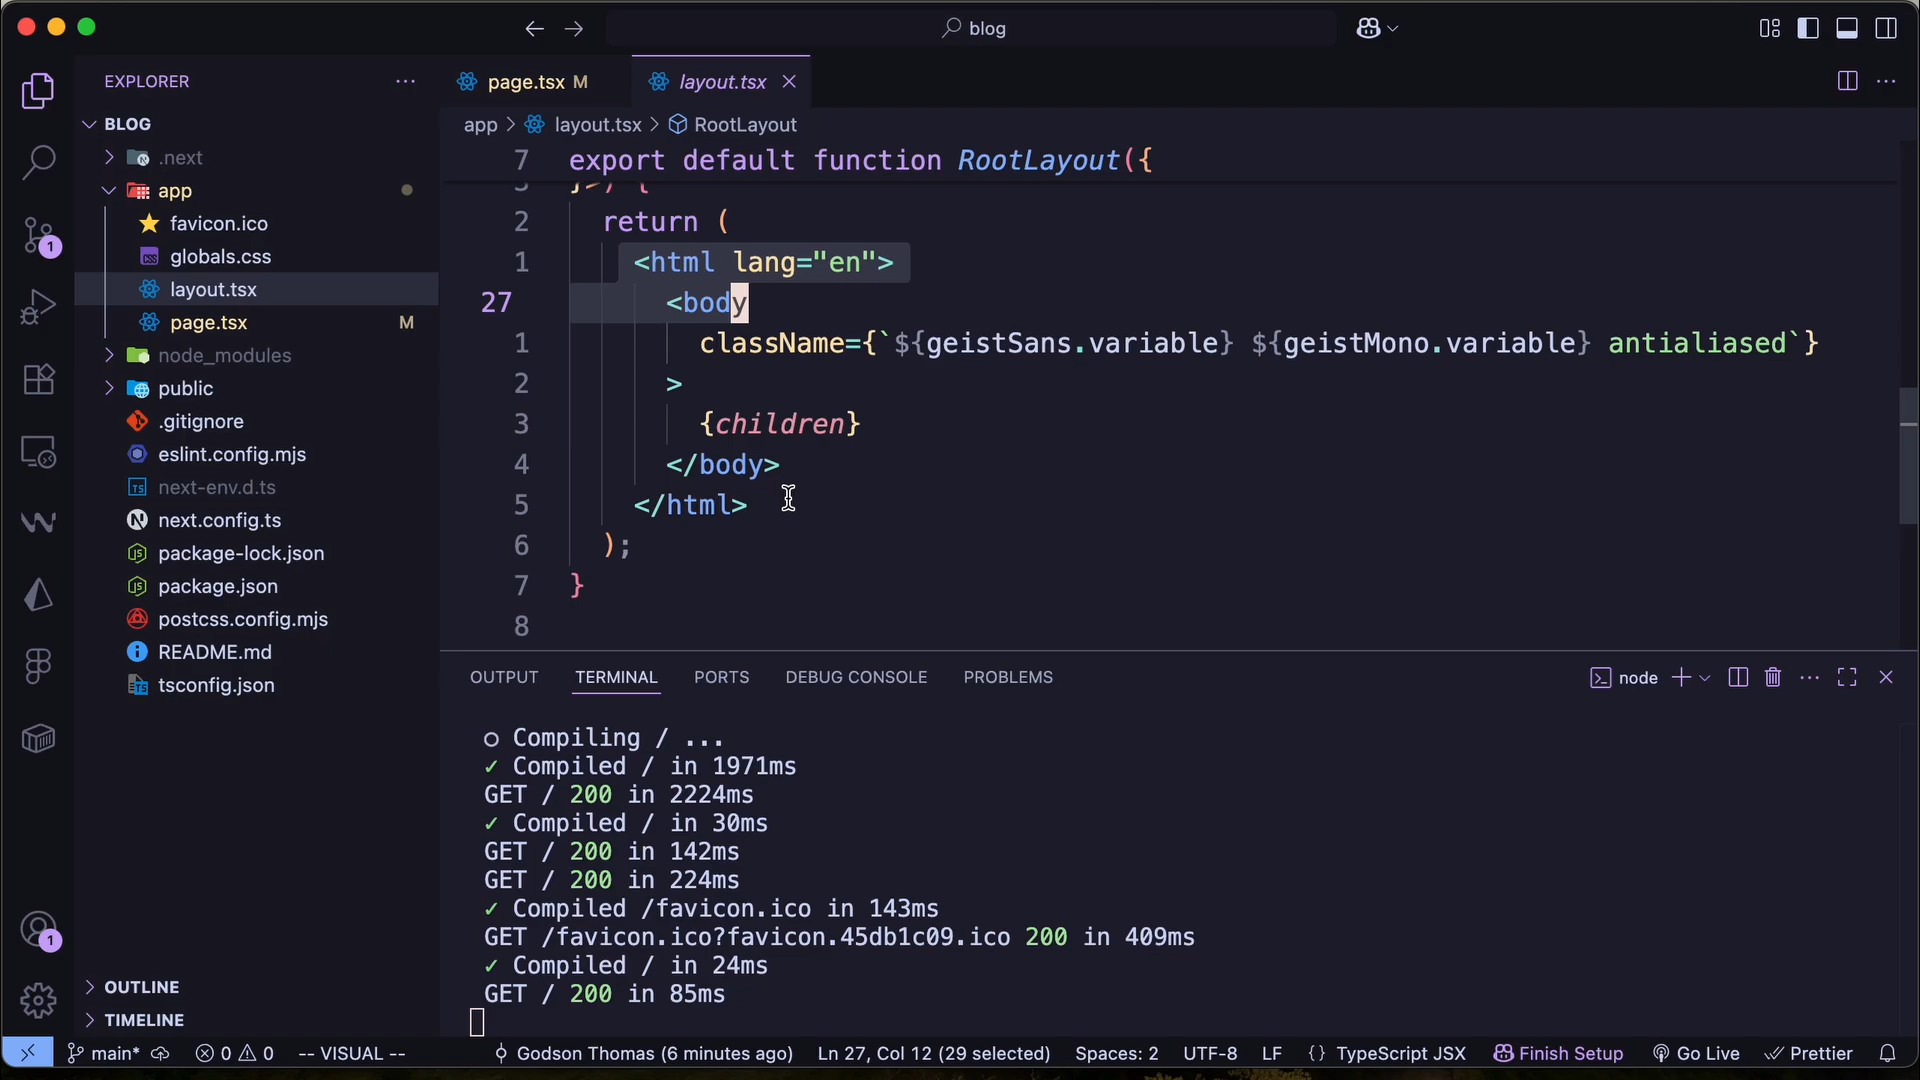 blog
EXPLORER
page.tsx M
layout.tsx
BLOG
app > layout.tsx > RootLayout
.next
app
favicon.ico
globals.css
layout.tsx
page.tsx M
node_modules
public
.gitignore
eslint.config.mjs
next-env.d.ts
next.config.ts
package-lock.json
package.json
postcss.config.mjs
README.md
tsconfig.json
OUTLINE
TIMELINE
1
1
7 export default function RootLayout({
2 return (
1 <html lang="en">
27 <body
1 className={`${geistSans.variable} ${geistMono.variable} antialiased`}
2 >
3 {children}
4 </body>
5 </html>
6 );
7 }
8
OUTPUT TERMINAL PORTS DEBUG CONSOLE PROBLEMS
node
○ Compiling / ...
✓ Compiled / in 1971ms
GET / 200 in 2224ms
✓ Compiled / in 30ms
GET / 200 in 142ms
GET / 200 in 224ms
✓ Compiled /favicon.ico in 143ms
GET /favicon.ico?favicon.45db1c09.ico 200 in 409ms
✓ Compiled / in 24ms
GET / 200 in 85ms
main* 0 0 -- VISUAL -- Godson Thomas (6 minutes ago) Ln 27, Col 12 (29 selected) Spaces: 2 UTF-8 LF {} TypeScript JSX Finish Setup Go Live Prettier